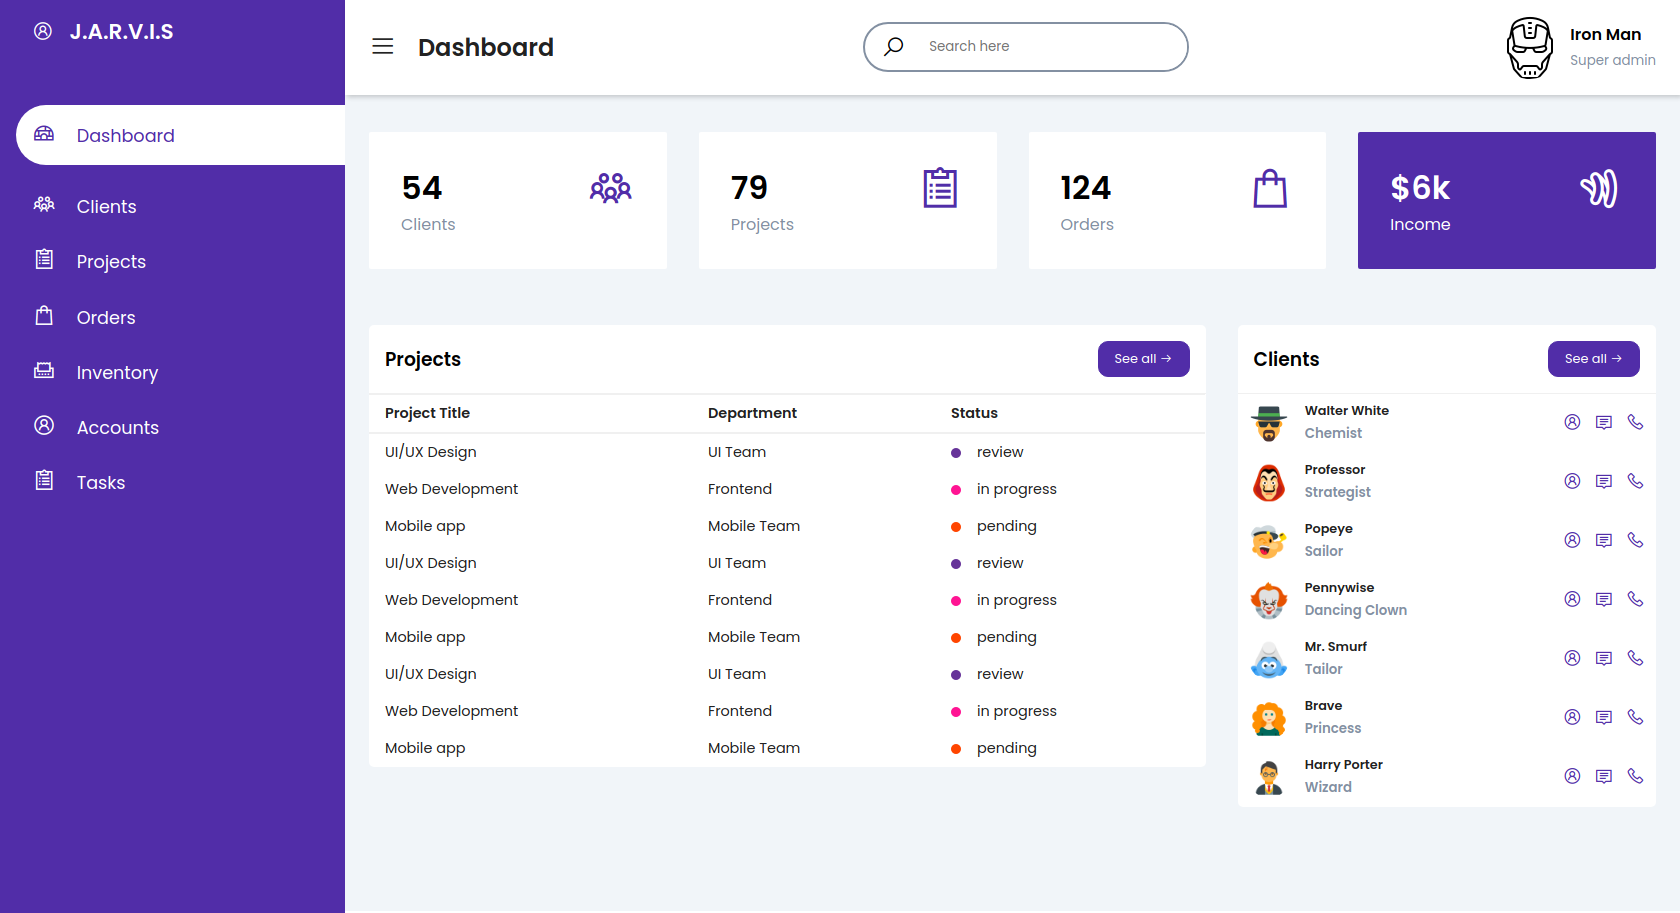 J.A.R.V.I.S
Dashboard
Clients
Projects
Orders
Inventory
Accounts
Tasks
Dashboard
Search here
Iron Man
Super admin
54
Clients
79
Projects
124
Orders
$6k
Income
Projects
See all →
Project Title Department Status
UI/UX Design UI Team review
Web Development Frontend in progress
Mobile app Mobile Team pending
UI/UX Design UI Team review
Web Development Frontend in progress
Mobile app Mobile Team pending
UI/UX Design UI Team review
Web Development Frontend in progress
Mobile app Mobile Team pending
Clients
See all →
Walter White
Chemist
Professor
Strategist
Popeye
Sailor
Pennywise
Dancing Clown
Mr. Smurf
Tailor
Brave
Princess
Harry Porter
Wizard